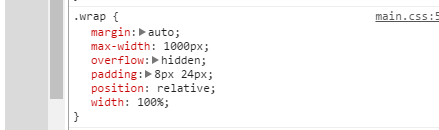 .wrap {
main.css:5
margin: auto;
max-width: 1000px;
overflow: hidden;
padding: 8px 24px;
position: relative;
width: 100%;
}